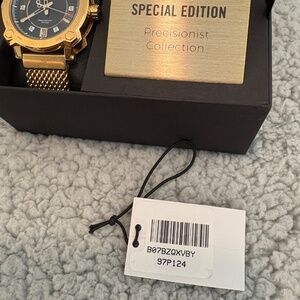 SPECIAL EDITION
Precisionist
Collection
B07BZQXVBY
97P124